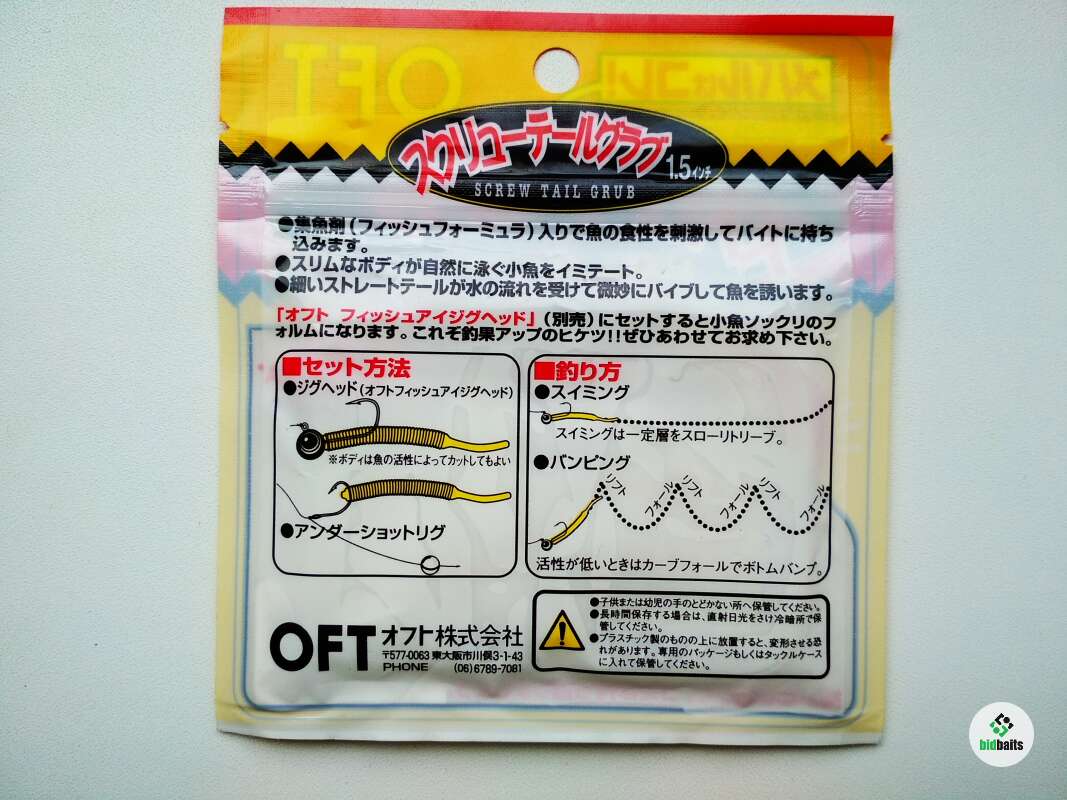 OFT
メバルはコレ!
スクリューテールグラブ 1.5インチ
SCREW TAIL GRUB
●集魚剤(フィッシュフォーミュラ)入りで魚の食性を刺激してバイトに持ち
込みます。
●スリムなボディが自然に泳ぐ小魚をイミテート。
●細いストレートテールが水の流れを受けて微妙にバイブして魚を誘います。
「オフト フィッシュアイジグヘッド」(別売)にセットすると小魚ソックリのフ
ォルムになります。これぞ釣果アップのヒケツ!!ぜひあわせてお求め下さい。
■セット方法
●ジグヘッド(オフトフィッシュアイジグヘッド)
※ボディは魚の活性によってカットしてもよい
●アンダーショットリグ
■釣り方
●スイミング
スイミングは一定層をスローリトリーブ。
●バンピング
リフト フォール リフト フォール リフト フォール
活性が低いときはカーブフォールでボトムバンプ。
●子供または幼児の手のとどかない所へ保管してください。
●長時間保存する場合は、直射日光をさけ冷暗所で保
管してください。
●プラスチック製のものの上に放置すると、変形させる恐
れがあります。専用のパッケージもしくはタックルケース
に入れて保管してください。
OFT オフト株式会社
〒577-0063 東大阪市川俣3-1-43
PHONE (06)6789-7081
bidbaits